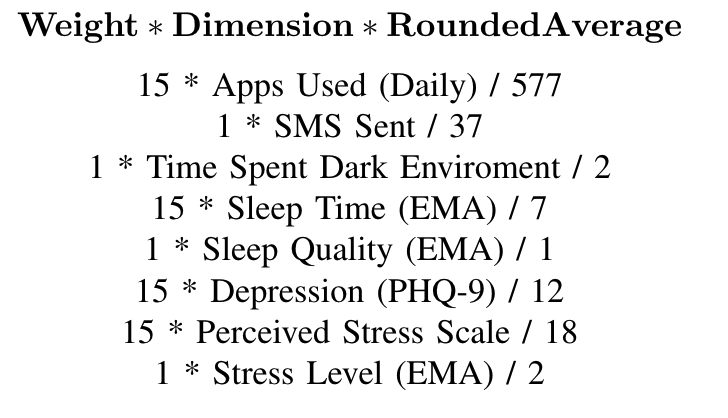 Weight * Dimension * RoundedAverage
15 * Apps Used (Daily) / 577
1 * SMS Sent / 37
1 * Time Spent Dark Enviroment / 2
15 * Sleep Time (EMA) / 7
1 * Sleep Quality (EMA) / 1
15 * Depression (PHQ-9) / 12
15 * Perceived Stress Scale / 18
1 * Stress Level (EMA) / 2